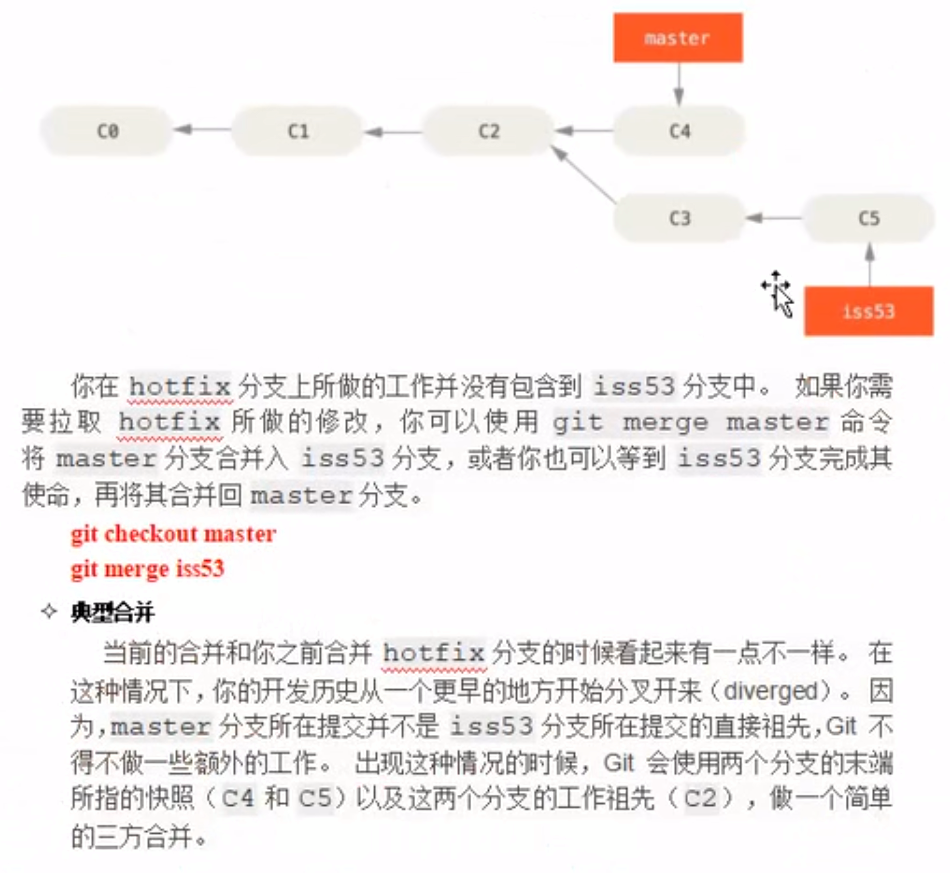 master
C0 C1 C2 C4
C3 C5
iss53
你在 hotfix 分支上所做的工作并没有包含到 iss53 分支中。 如果你需
要拉取 hotfix 所做的修改，你可以使用 git merge master 命令
将 master 分支合并入 iss53 分支，或者你也可以等到 iss53 分支完成其
使命，再将其合并回 master 分支。
git checkout master
git merge iss53
✧ 典型合并
当前的合并和你之前合并 hotfix 分支的时候看起来有一点不一样。 在
这种情况下，你的开发历史从一个更早的地方开始分叉开来（diverged）。 因
为，master 分支所在提交并不是 iss53 分支所在提交的直接祖先，Git 不
得不做一些额外的工作。 出现这种情况的时候，Git 会使用两个分支的末端
所指的快照（C4 和 C5）以及这两个分支的工作祖先（C2），做一个简单
的三方合并。